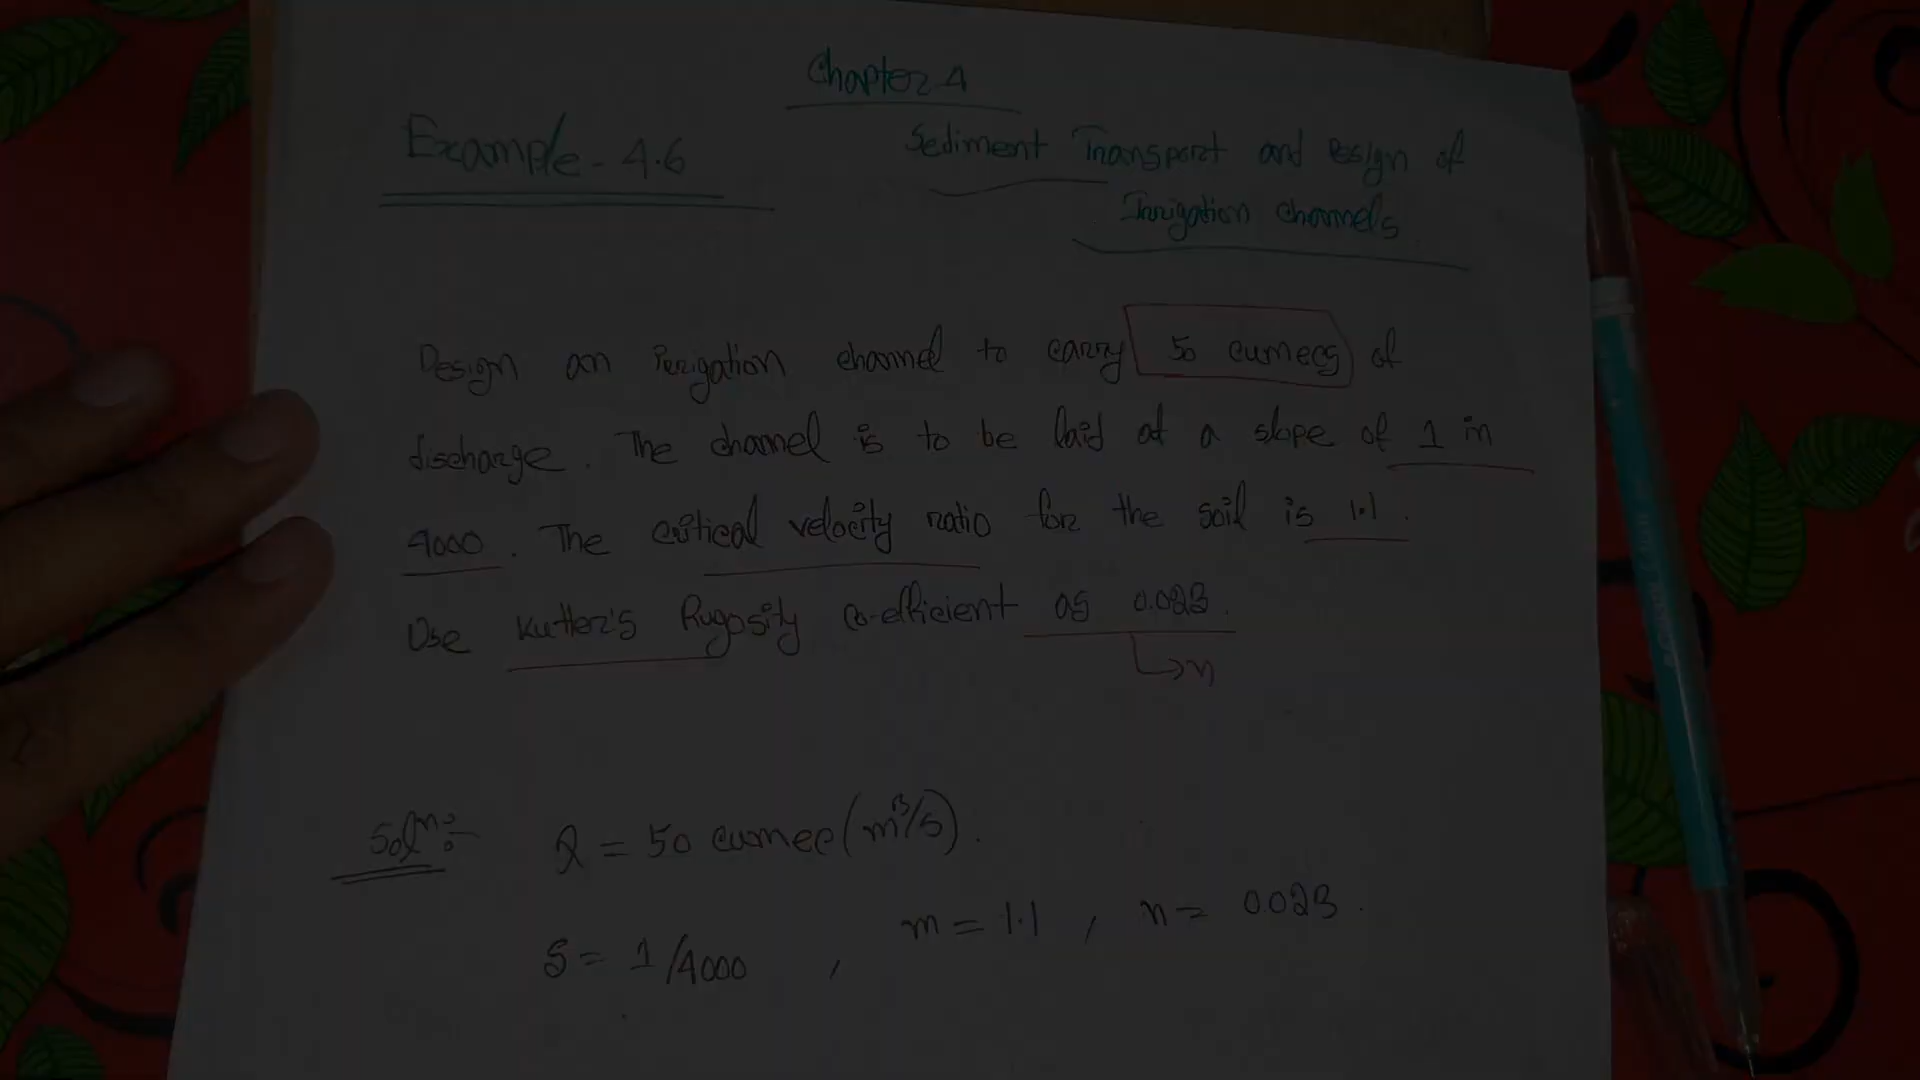 Chapter 4
Example - 4.6
Sediment Transport and Design of
Irrigation Channels
Design an irrigation channel to carry 50 cumecs of
discharge. The channel is to be laid at a slope of 1 in
4000. The critical velocity ratio for the soil is 1.1.
Use Kutter's Rugosity co-efficient as 0.023.
↳n
Solⁿ:- Q = 50 cumec (m³/s).
S = 1/4000 , m = 1.1 , n = 0.023.